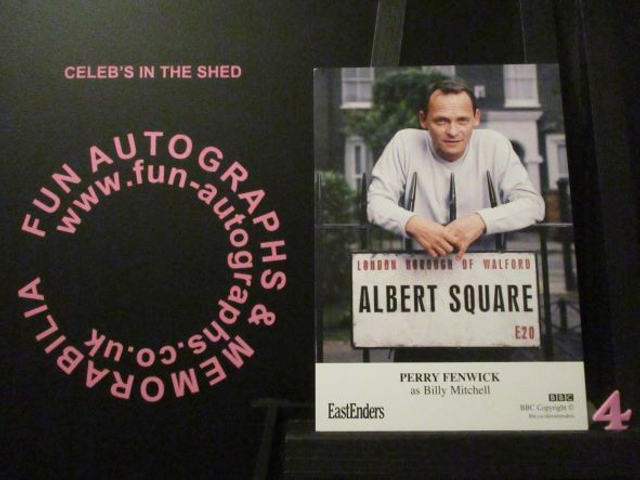 CELEB'S IN THE SHED
FUN AUTOGRAPHS & MEMORABILIA
www.fun-autographs.co.uk
LONDON BOROUGH OF WALFORD
ALBERT SQUARE
E20
PERRY FENWICK
as Billy Mitchell
EastEnders
BBC
BBC Copyright ©
4